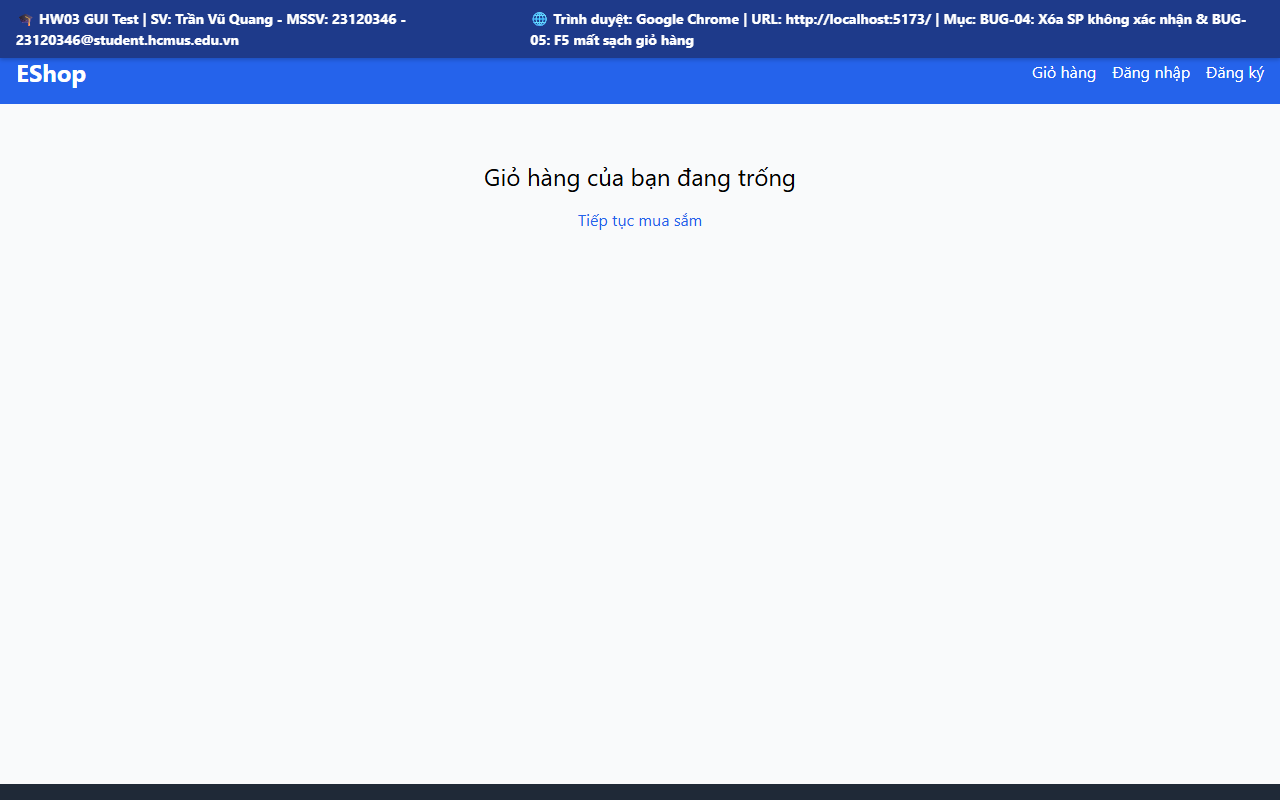 HW03 GUI Test | SV: Trần Vũ Quang - MSSV: 23120346 -
23120346@student.hcmus.edu.vn
Trình duyệt: Google Chrome | URL: http://localhost:5173/ | Mục: BUG-04: Xóa SP không xác nhận & BUG-
05: F5 mất sạch giỏ hàng
EShop
Giỏ hàng
Đăng nhập
Đăng ký
Giỏ hàng của bạn đang trống
Tiếp tục mua sắm